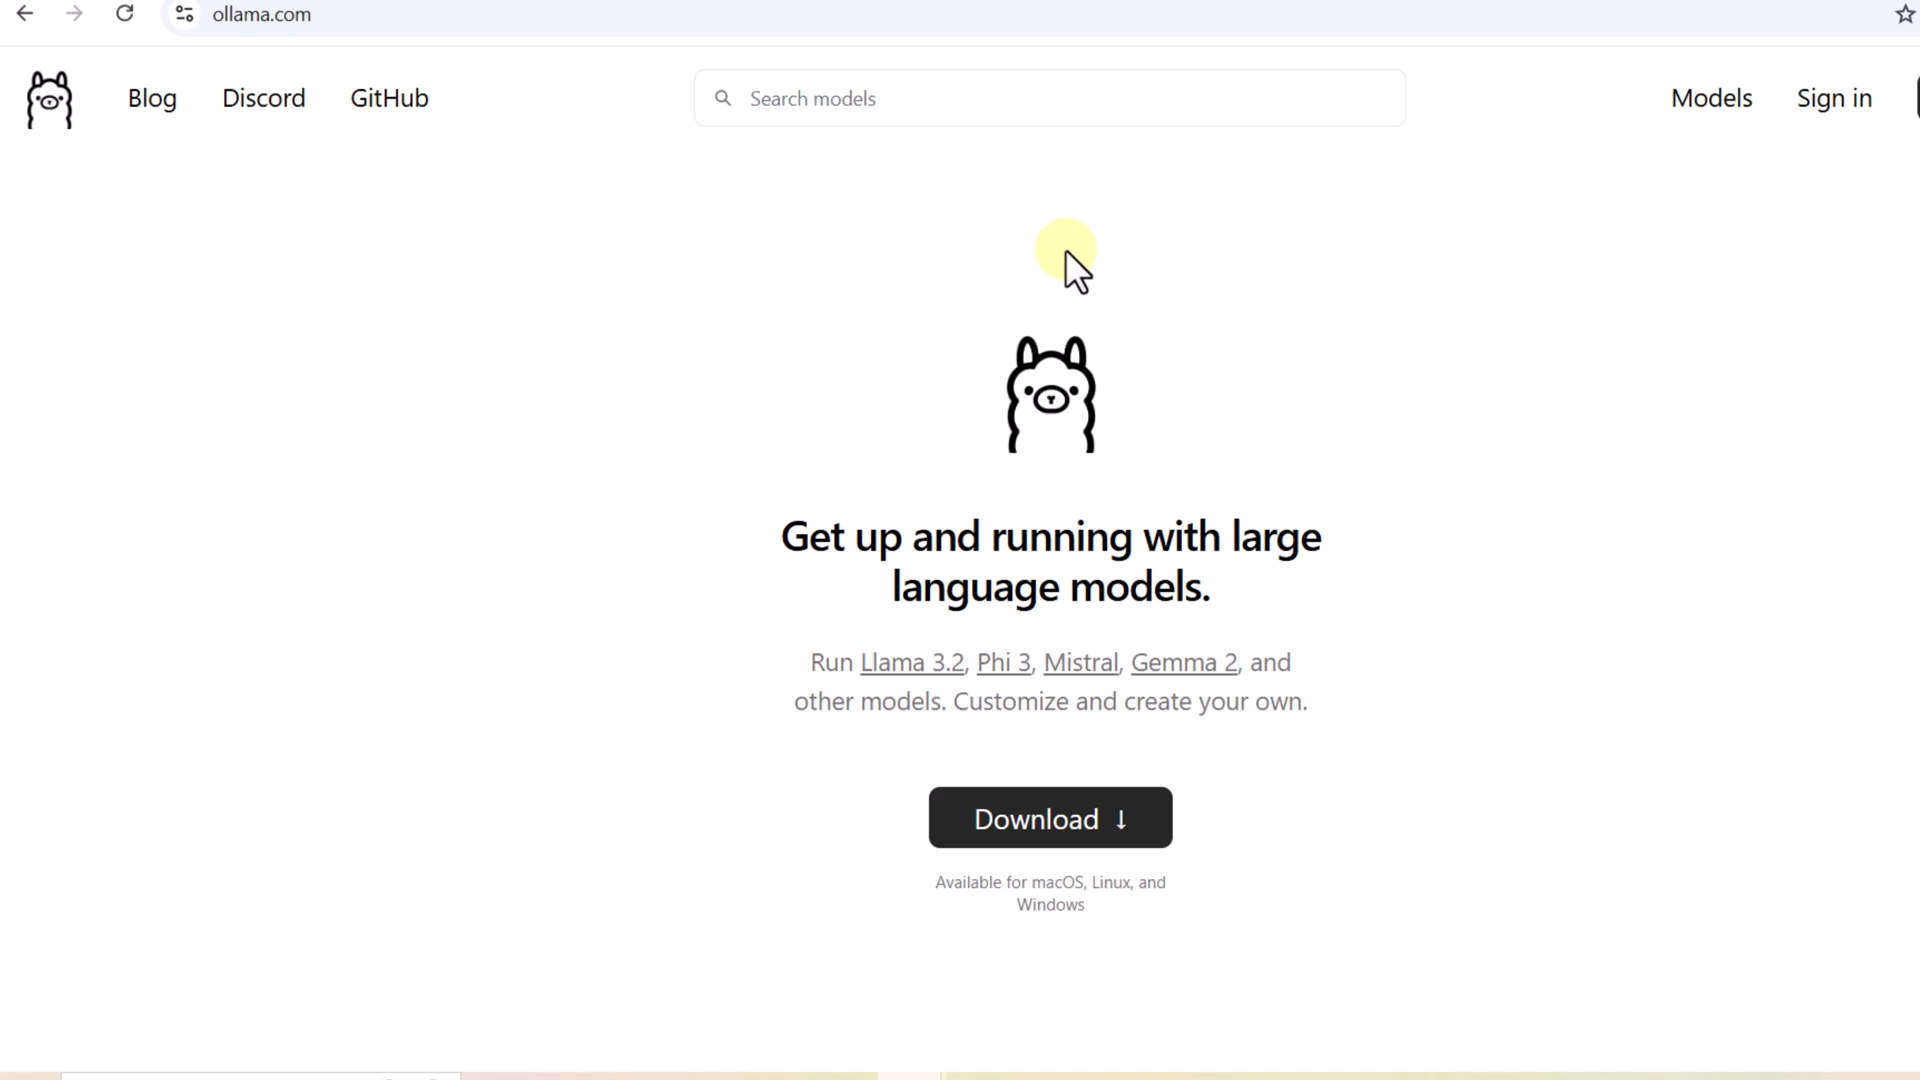 ollama.com
Blog
Discord
GitHub
Search models
Models
Sign in
Get up and running with large
language models.
Run Llama 3.2, Phi 3, Mistral, Gemma 2, and
other models. Customize and create your own.
Download ↓
Available for macOS, Linux, and
Windows